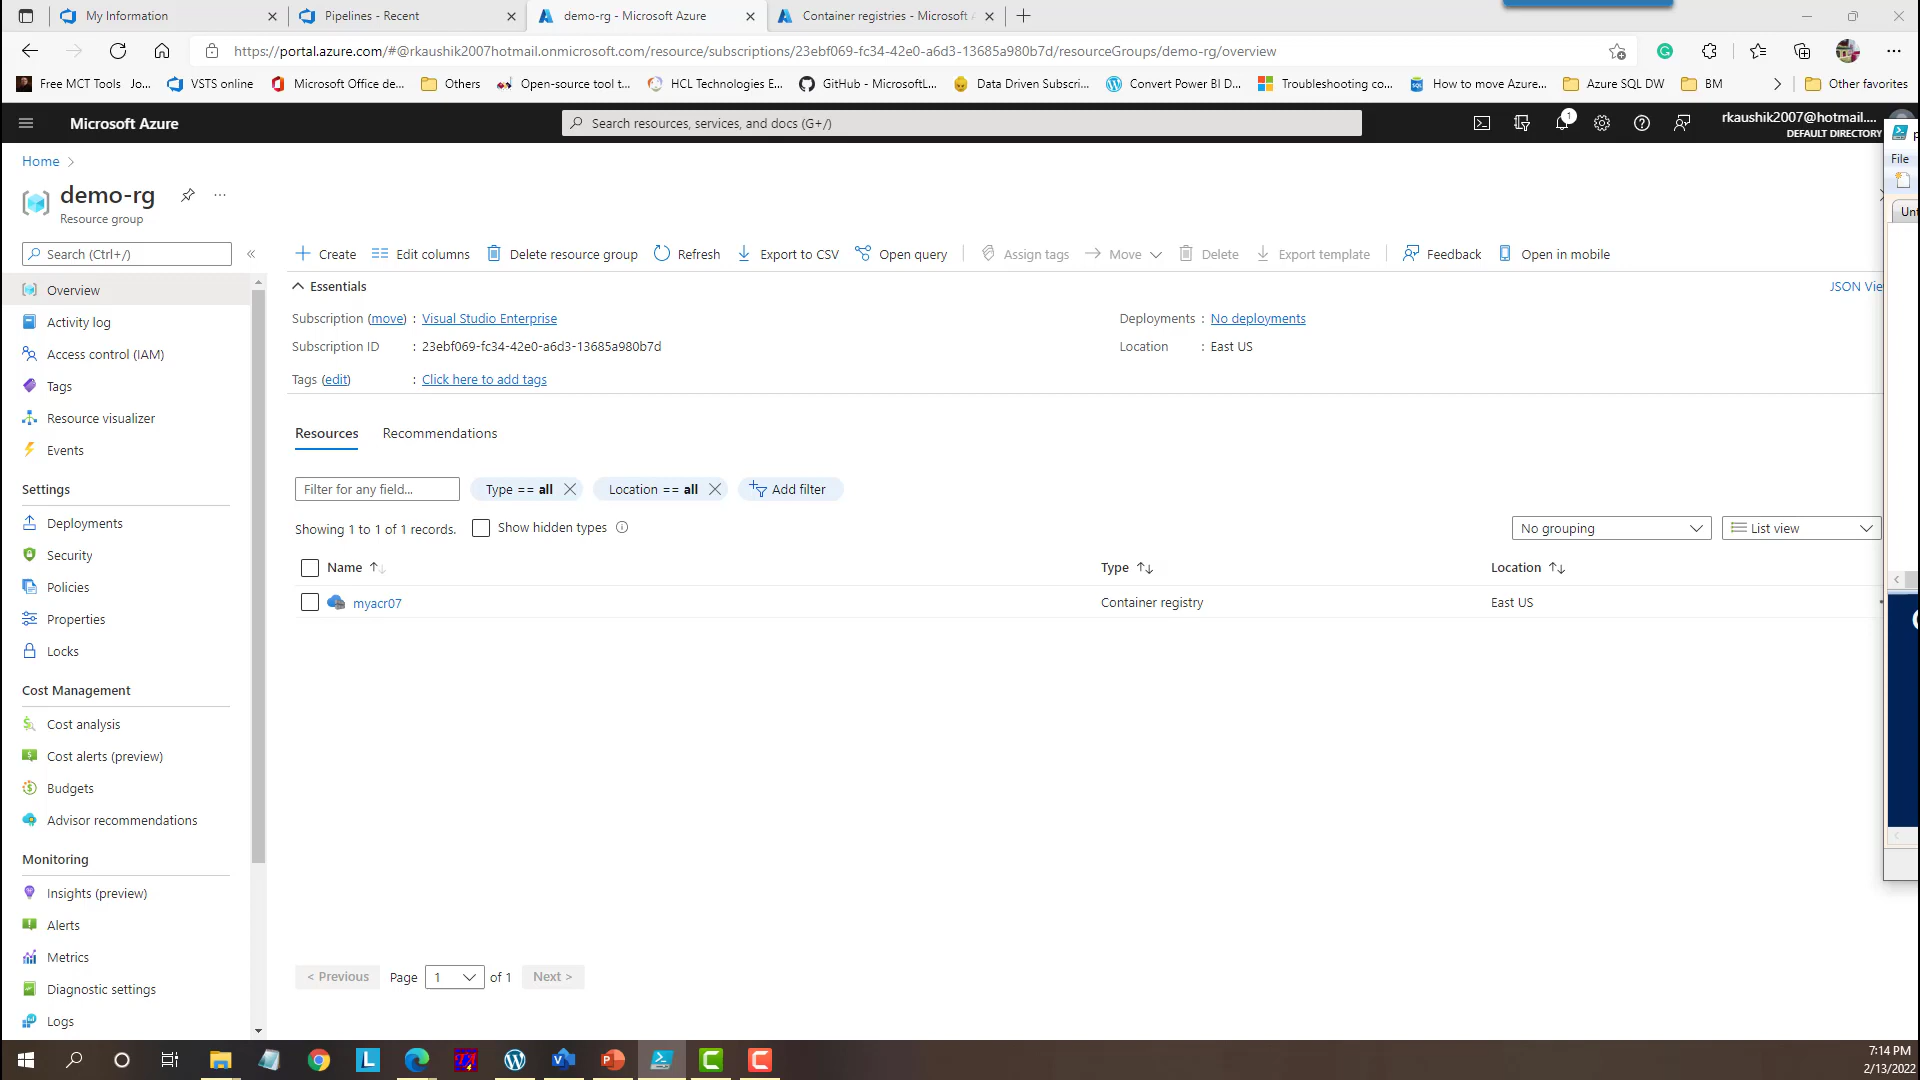 My Information
Pipelines - Recent
demo-rg - Microsoft Azure
Container registries - Microsoft
https://portal.azure.com/#@rkaushik2007hotmail.onmicrosoft.com/resource/subscriptions/23ebf069-fc34-42e0-a6d3-13685a980b7d/resourceGroups/demo-rg/overview
Free MCT Tools Jo... VSTS online Microsoft Office de... Others Open-source tool t... HCL Technologies E... GitHub - MicrosoftL... Data Driven Subscri... Convert Power BI D... Troubleshooting co... How to move Azure... Azure SQL DW BM Other favorites
Microsoft Azure
Search resources, services, and docs (G+/)
1
rkaushik2007@hotmail....
DEFAULT DIRECTORY
File
Home >
demo-rg
Resource group
Search (Ctrl+/)
Create Edit columns Delete resource group Refresh Export to CSV Open query Assign tags Move Delete Export template Feedback Open in mobile
Essentials
JSON Vie
Subscription (move) : Visual Studio Enterprise
Subscription ID : 23ebf069-fc34-42e0-a6d3-13685a980b7d
Tags (edit) : Click here to add tags
Deployments : No deployments
Location : East US
Overview
Activity log
Access control (IAM)
Tags
Resource visualizer
Events
Settings
Deployments
Security
Policies
Properties
Locks
Cost Management
Cost analysis
Cost alerts (preview)
Budgets
Advisor recommendations
Monitoring
Insights (preview)
Alerts
Metrics
Diagnostic settings
Logs
Resources Recommendations
Filter for any field...
Type == all
Location == all
Add filter
Showing 1 to 1 of 1 records.
Show hidden types
No grouping
List view
Name Type Location
myacr07 Container registry East US
< Previous Page 1 of 1 Next >
7:14 PM
2/13/2022